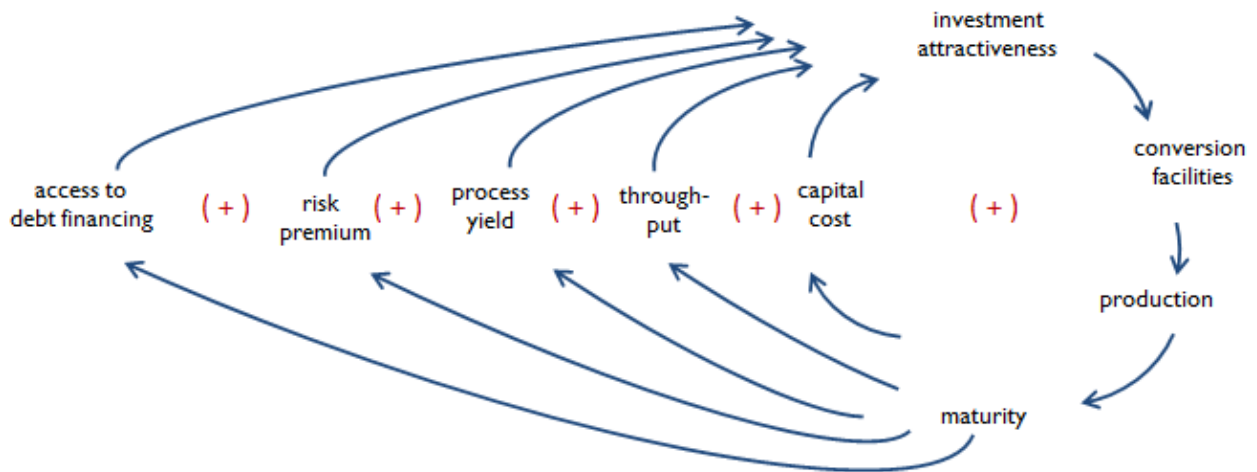 investment
attractiveness
conversion
facilities
access to
debt financing
( + )
risk
premium
( + )
process
yield
( + )
through-
put
( + )
capital
cost
( + )
production
maturity